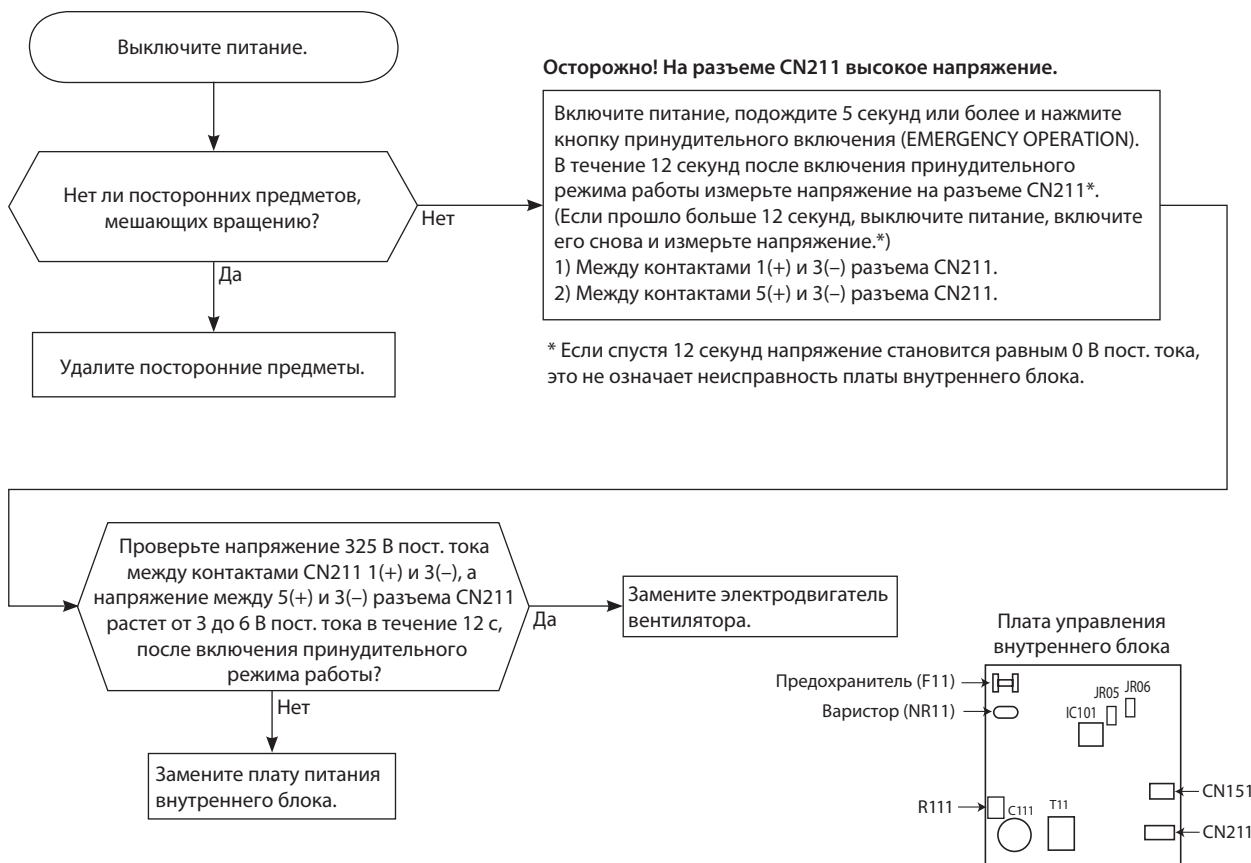 Выключите питание.
Осторожно! На разъеме CN211 высокое напряжение.
Нет ли посторонних предметов,
мешающих вращению?
Нет
Да
Удалите посторонние предметы.
Включите питание, подождите 5 секунд или более и нажмите
кнопку принудительного включения (EMERGENCY OPERATION).
В течение 12 секунд после включения принудительного
режима работы измерьте напряжение на разъеме CN211*.
(Если прошло больше 12 секунд, выключите питание, включите
его снова и измерьте напряжение.*)
1) Между контактами 1(+) и 3(–) разъема CN211.
2) Между контактами 5(+) и 3(–) разъема CN211.
* Если спустя 12 секунд напряжение становится равным 0 В пост. тока,
это не означает неисправность платы внутреннего блока.
Проверьте напряжение 325 В пост. тока
между контактами CN211 1(+) и 3(–), а
напряжение между 5(+) и 3(–) разъема CN211
растет от 3 до 6 В пост. тока в течение 12 с,
после включения принудительного
режима работы?
Да
Нет
Замените электродвигатель
вентилятора.
Замените плату питания
внутреннего блока.
Плата управления
внутреннего блока
Предохранитель (F11)
Варистор (NR11)
JR05
JR06
IC101
CN151
R111
C111
T11
CN211